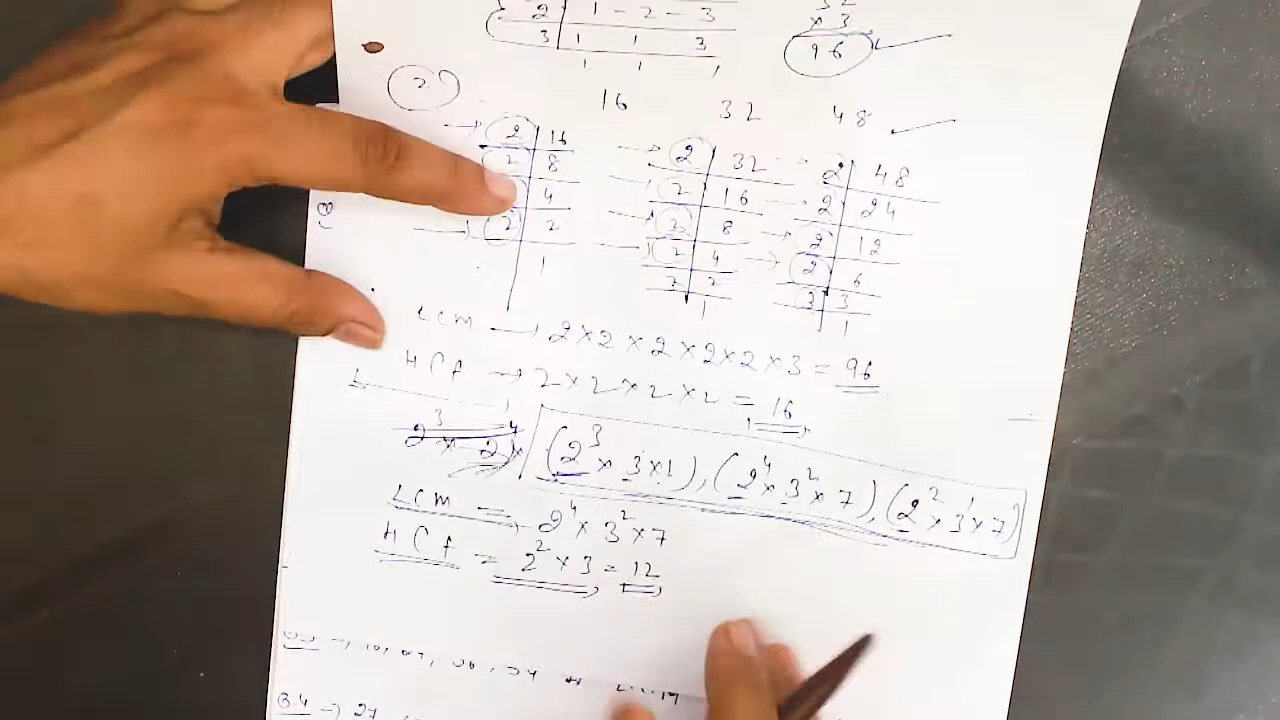 2 | 1 - 2 - 3
3 | 1 1 3
1 1 1
× 3
96
16 32 48
2 | 16
2 | 8
4
2 | 2
1
2 | 32
2 | 16
2 | 8
2 | 4
2 | 2
1
2 | 48
2 | 24
2 | 12
2 | 6
3 | 3
1
LCM → 2×2×2×2×2×3 = 96
HCf → 2×2×2×2 = 16
(2³ × 3×1), (2⁴×3²×7), (2²×3¹×7)
LCM = 2⁴×3²×7
HCf = 2²×3 = 12
Q.4 → 27